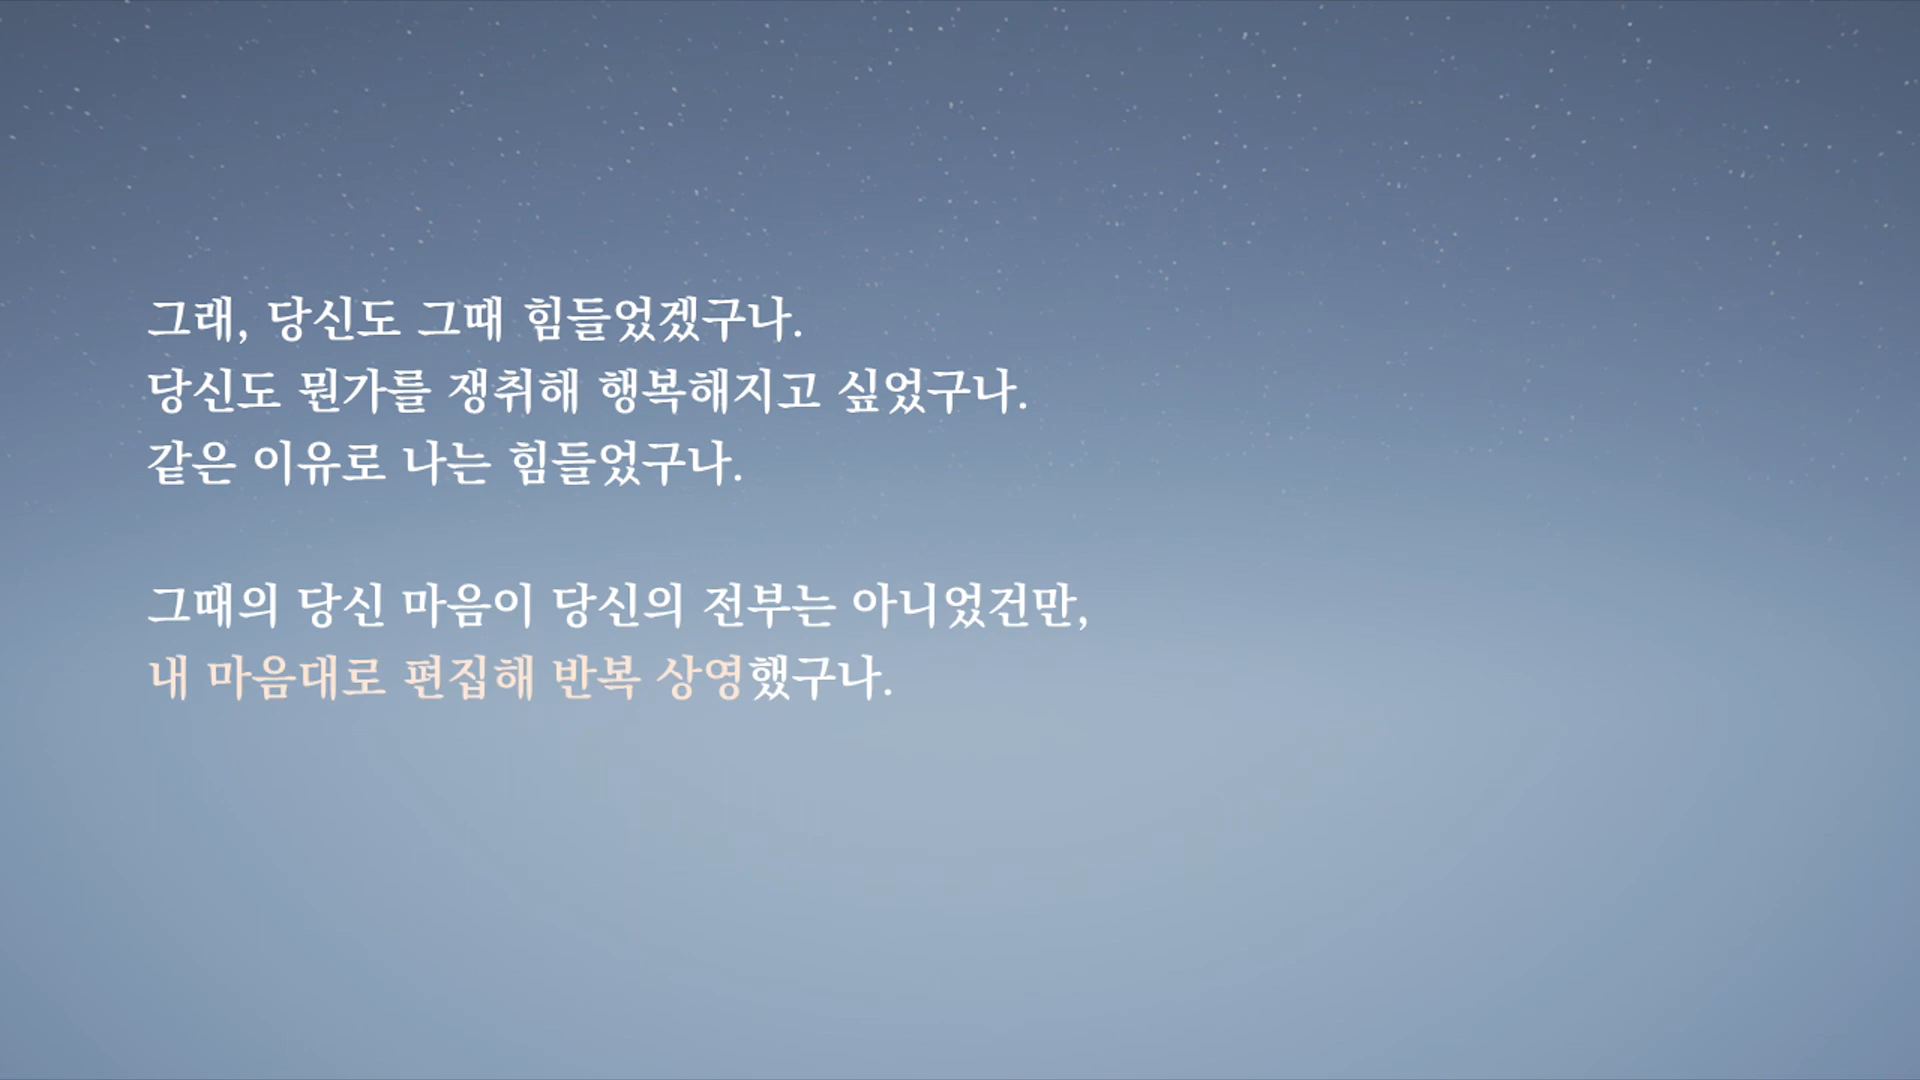 그래, 당신도 그때 힘들었겠구나.
당신도 뭔가를 쟁취해 행복해지고 싶었구나.
같은 이유로 나는 힘들었구나.
그때의 당신 마음이 당신의 전부는 아니었건만,
내 마음대로 편집해 반복 상영했구나.